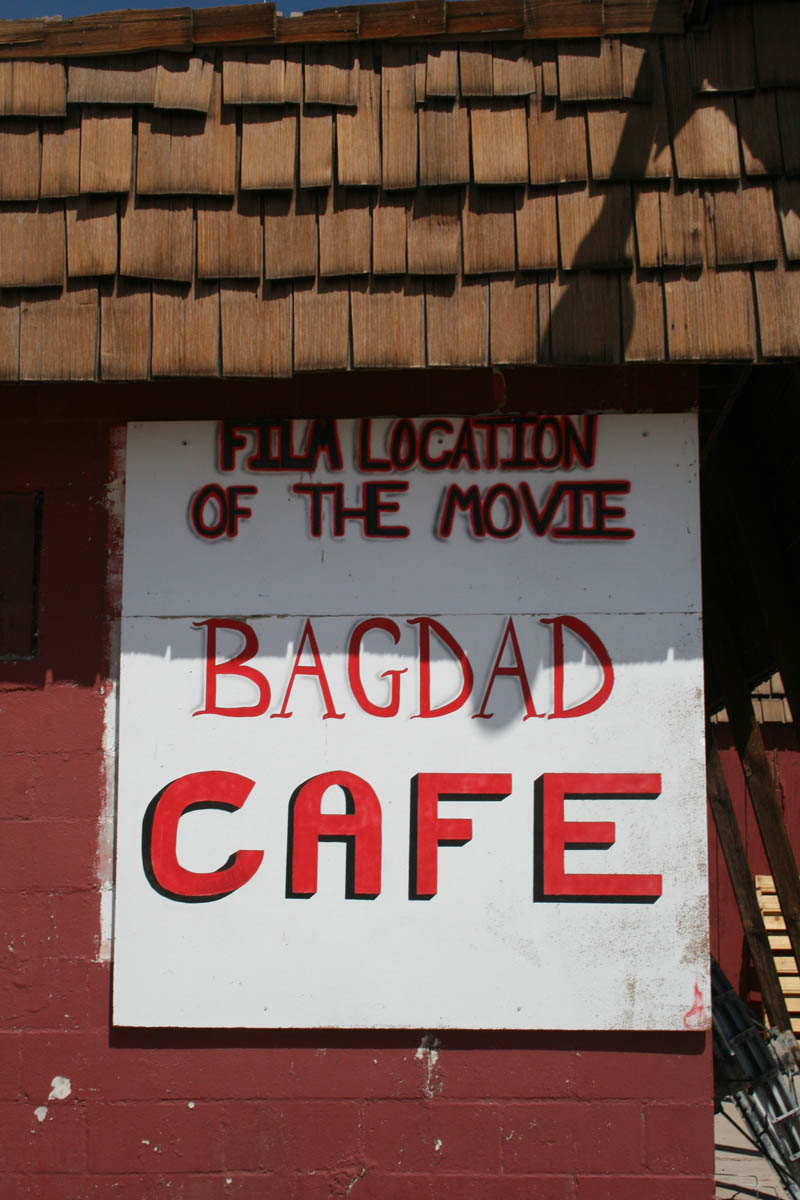 FILM LOCATION
OF THE MOVIE
BAGDAD
CAFE